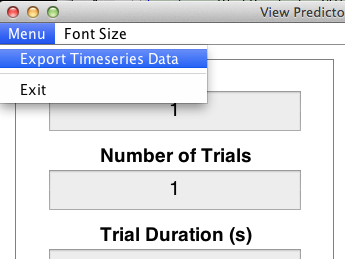 View Predicto
Menu Font Size
Export Timeseries Data
Exit
1
Number of Trials
1
Trial Duration (s)